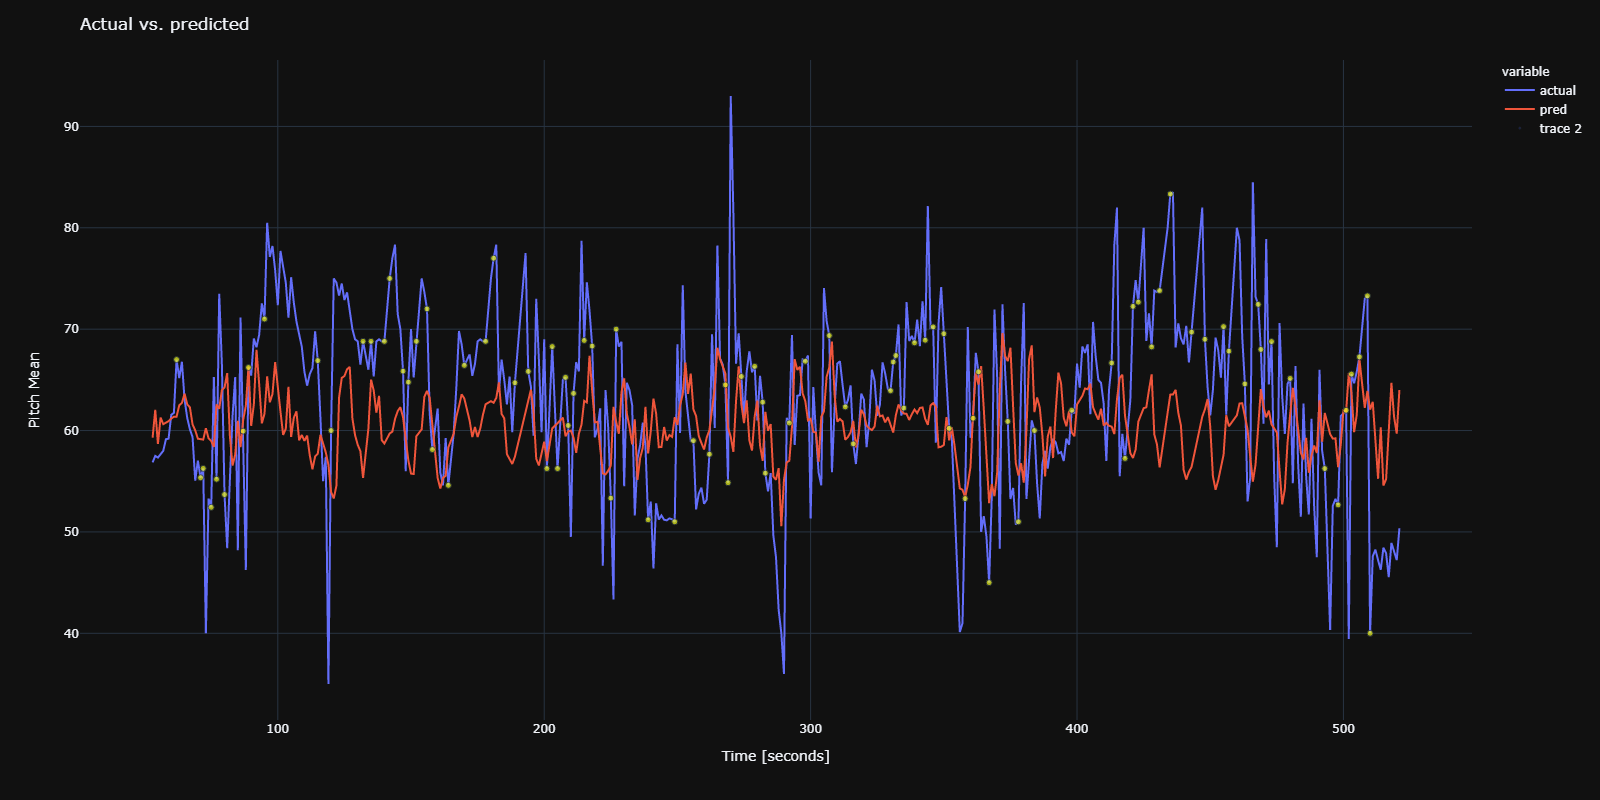 Actual vs. predicted
variable
actual
pred
trace 2
Pitch Mean
90
80
70
60
50
40
100
200
300
400
500
Time [seconds]